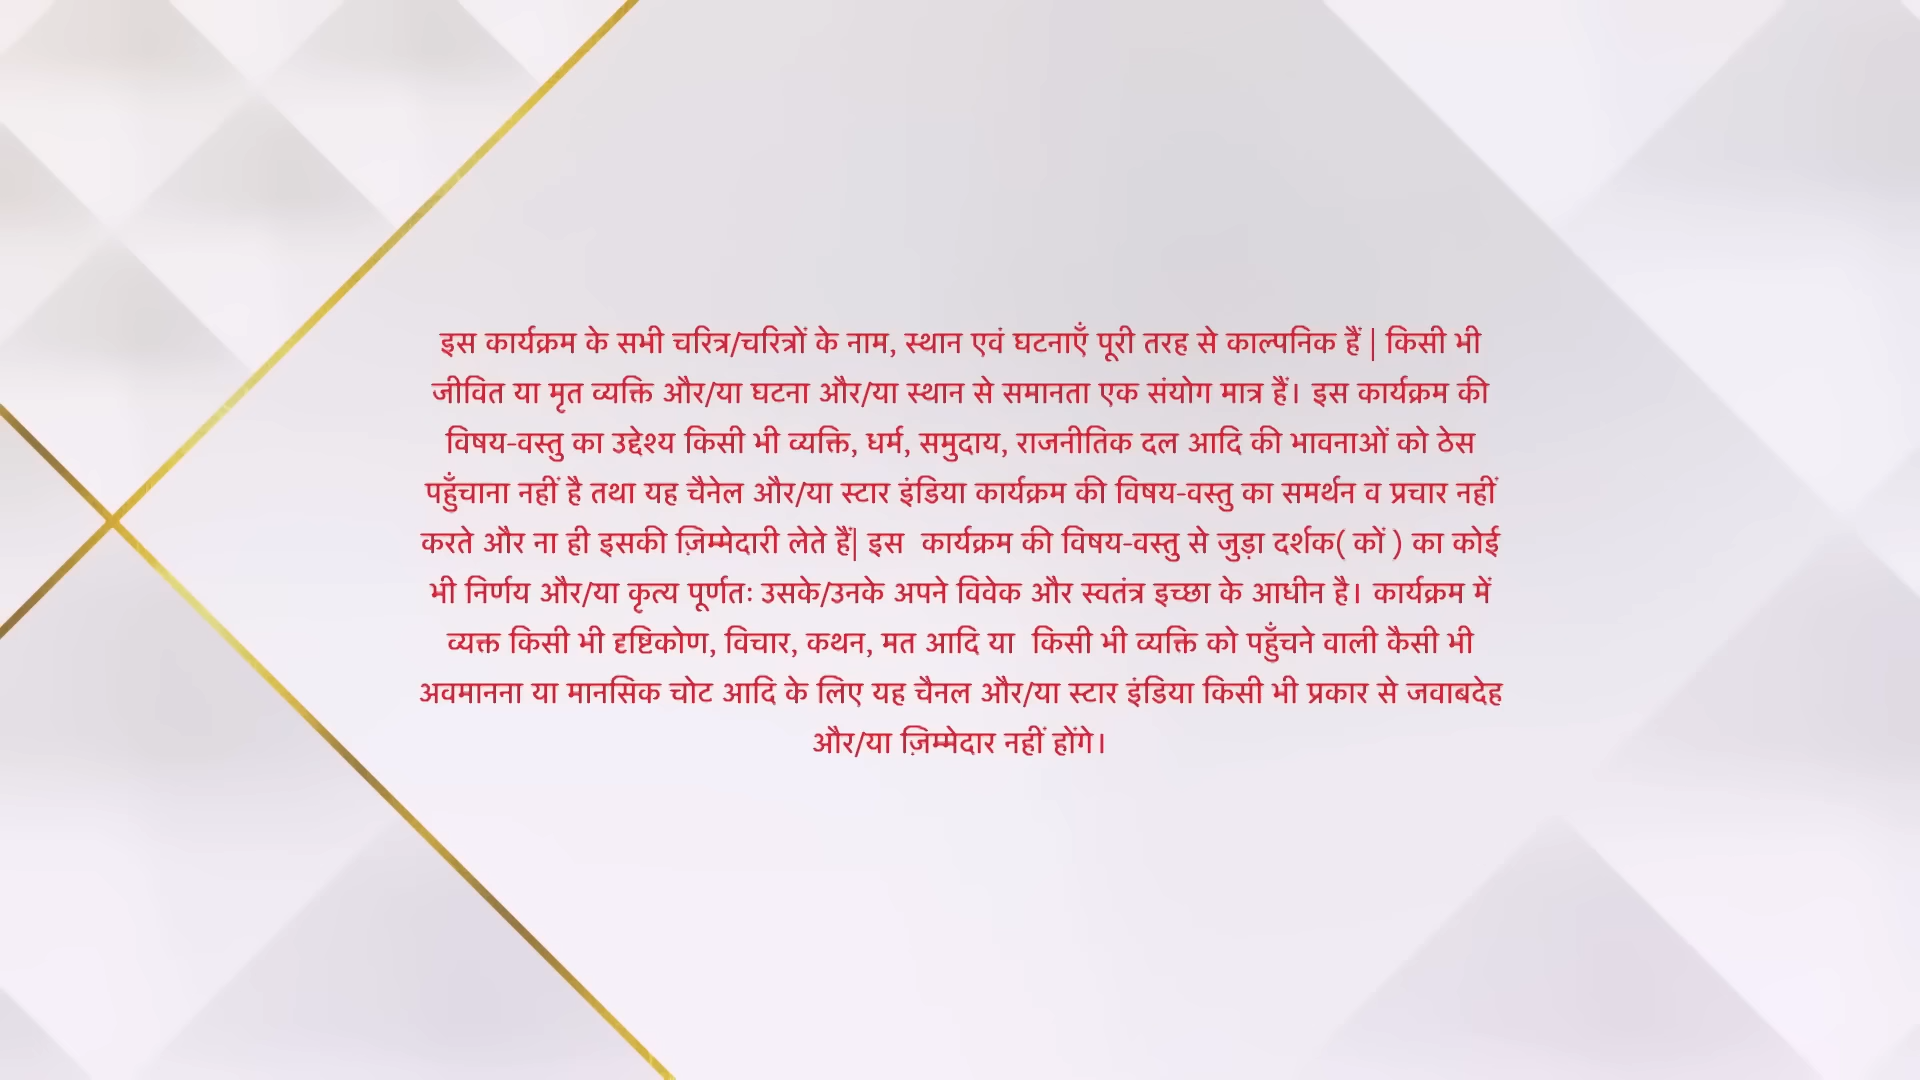 इस कार्यक्रम के सभी चरित्र/चरित्रों के नाम, स्थान एवं घटनाएँ पूरी तरह से काल्पनिक हैं | किसी भी
जीवित या मृत व्यक्ति और/या घटना और/या स्थान से समानता एक संयोग मात्र हैं। इस कार्यक्रम की
विषय-वस्तु का उद्देश्य किसी भी व्यक्ति, धर्म, समुदाय, राजनीतिक दल आदि की भावनाओं को ठेस
पहुँचाना नहीं है तथा यह चैनेल और/या स्टार इंडिया कार्यक्रम की विषय-वस्तु का समर्थन व प्रचार नहीं
करते और ना ही इसकी ज़िम्मेदारी लेते हैं| इस  कार्यक्रम की विषय-वस्तु से जुड़ा दर्शक( कों ) का कोई
भी निर्णय और/या कृत्य पूर्णतः उसके/उनके अपने विवेक और स्वतंत्र इच्छा के आधीन है। कार्यक्रम में
व्यक्त किसी भी दृष्टिकोण, विचार, कथन, मत आदि या  किसी भी व्यक्ति को पहुँचने वाली कैसी भी
अवमानना या मानसिक चोट आदि के लिए यह चैनल और/या स्टार इंडिया किसी भी प्रकार से जवाबदेह
और/या ज़िम्मेदार नहीं होंगे।